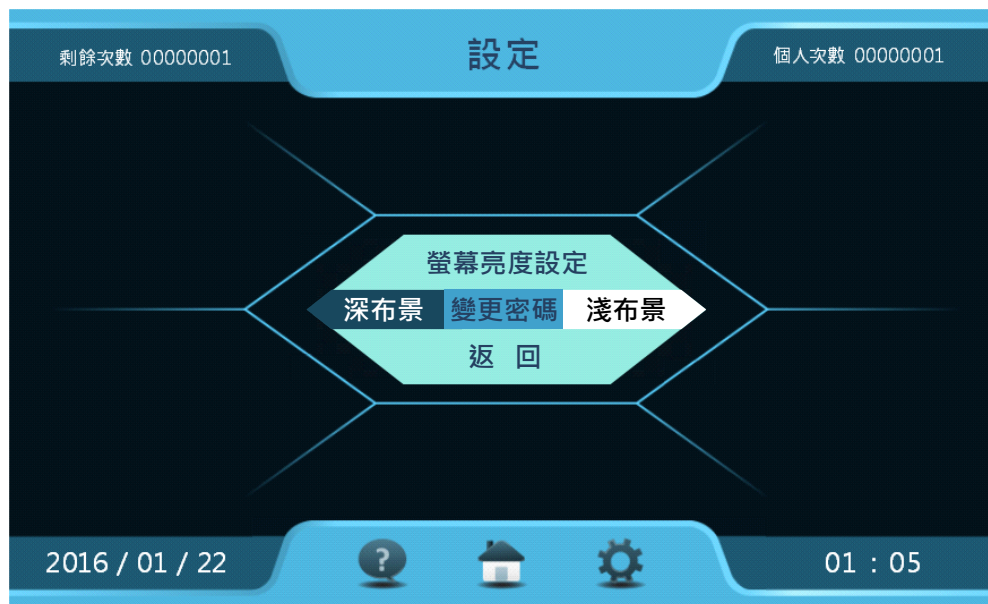 剩餘次數 00000001
設定
個人次數 00000001
螢幕亮度設定
深布景 變更密碼 淺布景
返 回
?
2016 / 01 / 22
01 : 05